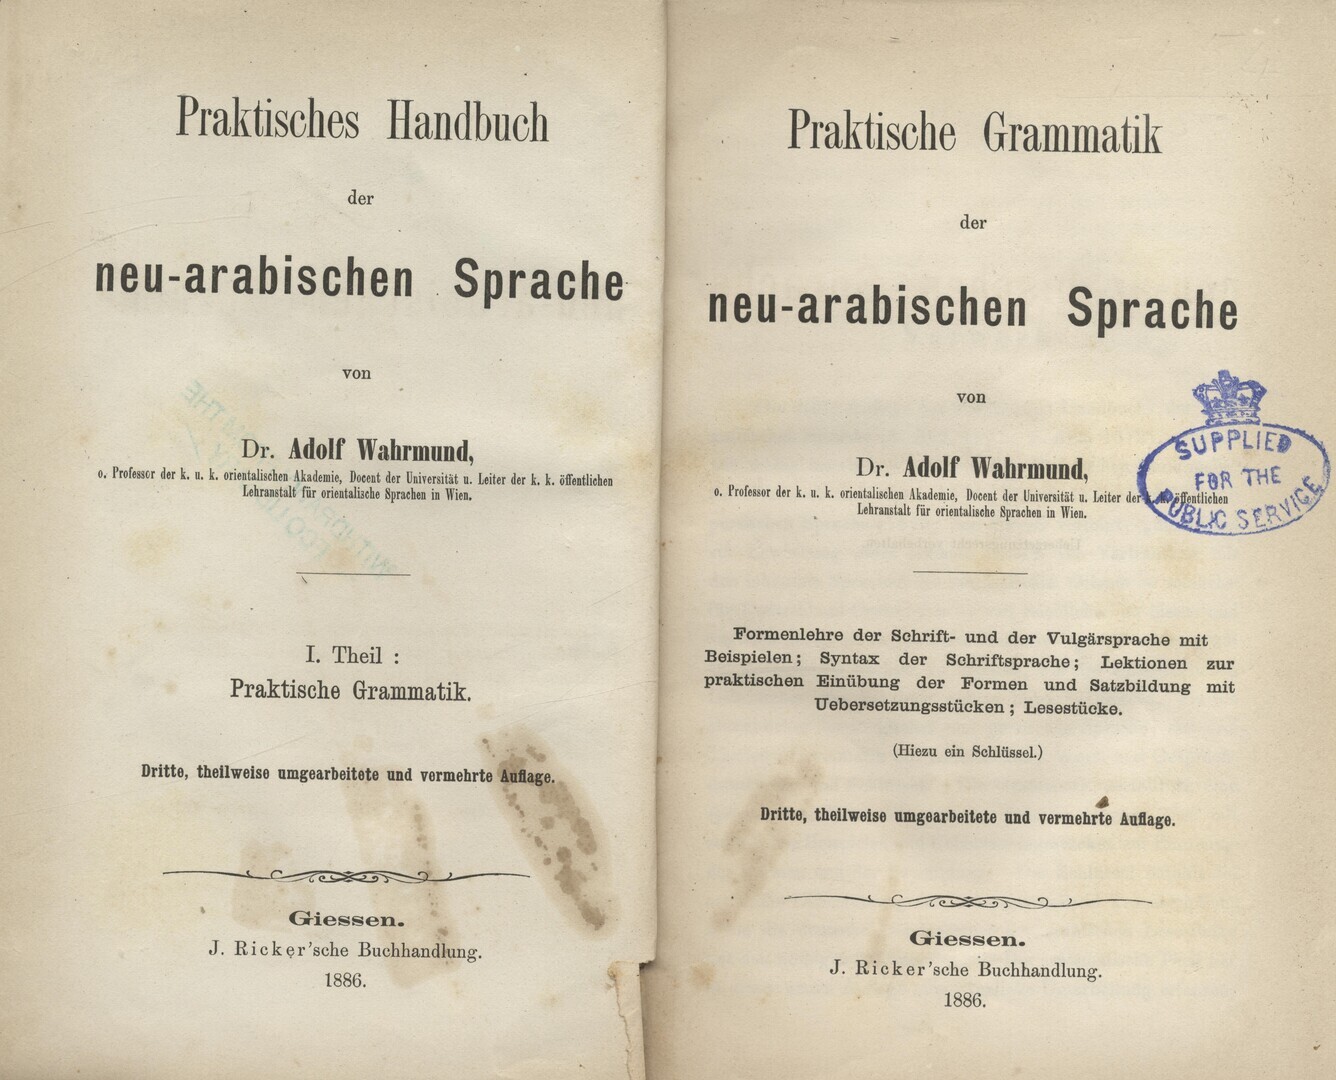 Praktisches Handbuch
der
neu-arabischen Sprache
von
Dr. Adolf Wahrmund,
o. Professor der k. u. k. orientalischen Akademie, Docent der Universität u. Leiter der k. k. öffentlichen
Lehranstalt für orientalische Sprachen in Wien.
I. Theil :
Praktische Grammatik.
Dritte, theilweise umgearbeitete und vermehrte Auflage.
Giessen.
J. Ricker'sche Buchhandlung.
1886.
Praktische Grammatik
der
neu-arabischen Sprache
von
Dr. Adolf Wahrmund,
o. Professor der k. u. k. orientalischen Akademie, Docent der Universität u. Leiter der k. k. öffentlichen
Lehranstalt für orientalische Sprachen in Wien.
SUPPLIED
FOR THE
PUBLIC SERVICE
Formenlehre der Schrift- und der Vulgärsprache mit
Beispielen; Syntax der Schriftsprache; Lektionen zur
praktischen Einübung der Formen und Satzbildung mit
Uebersetzungsstücken; Lesestücke.
(Hiezu ein Schlüssel.)
Dritte, theilweise umgearbeitete und vermehrte Auflage.
Giessen.
J. Ricker'sche Buchhandlung.
1886.